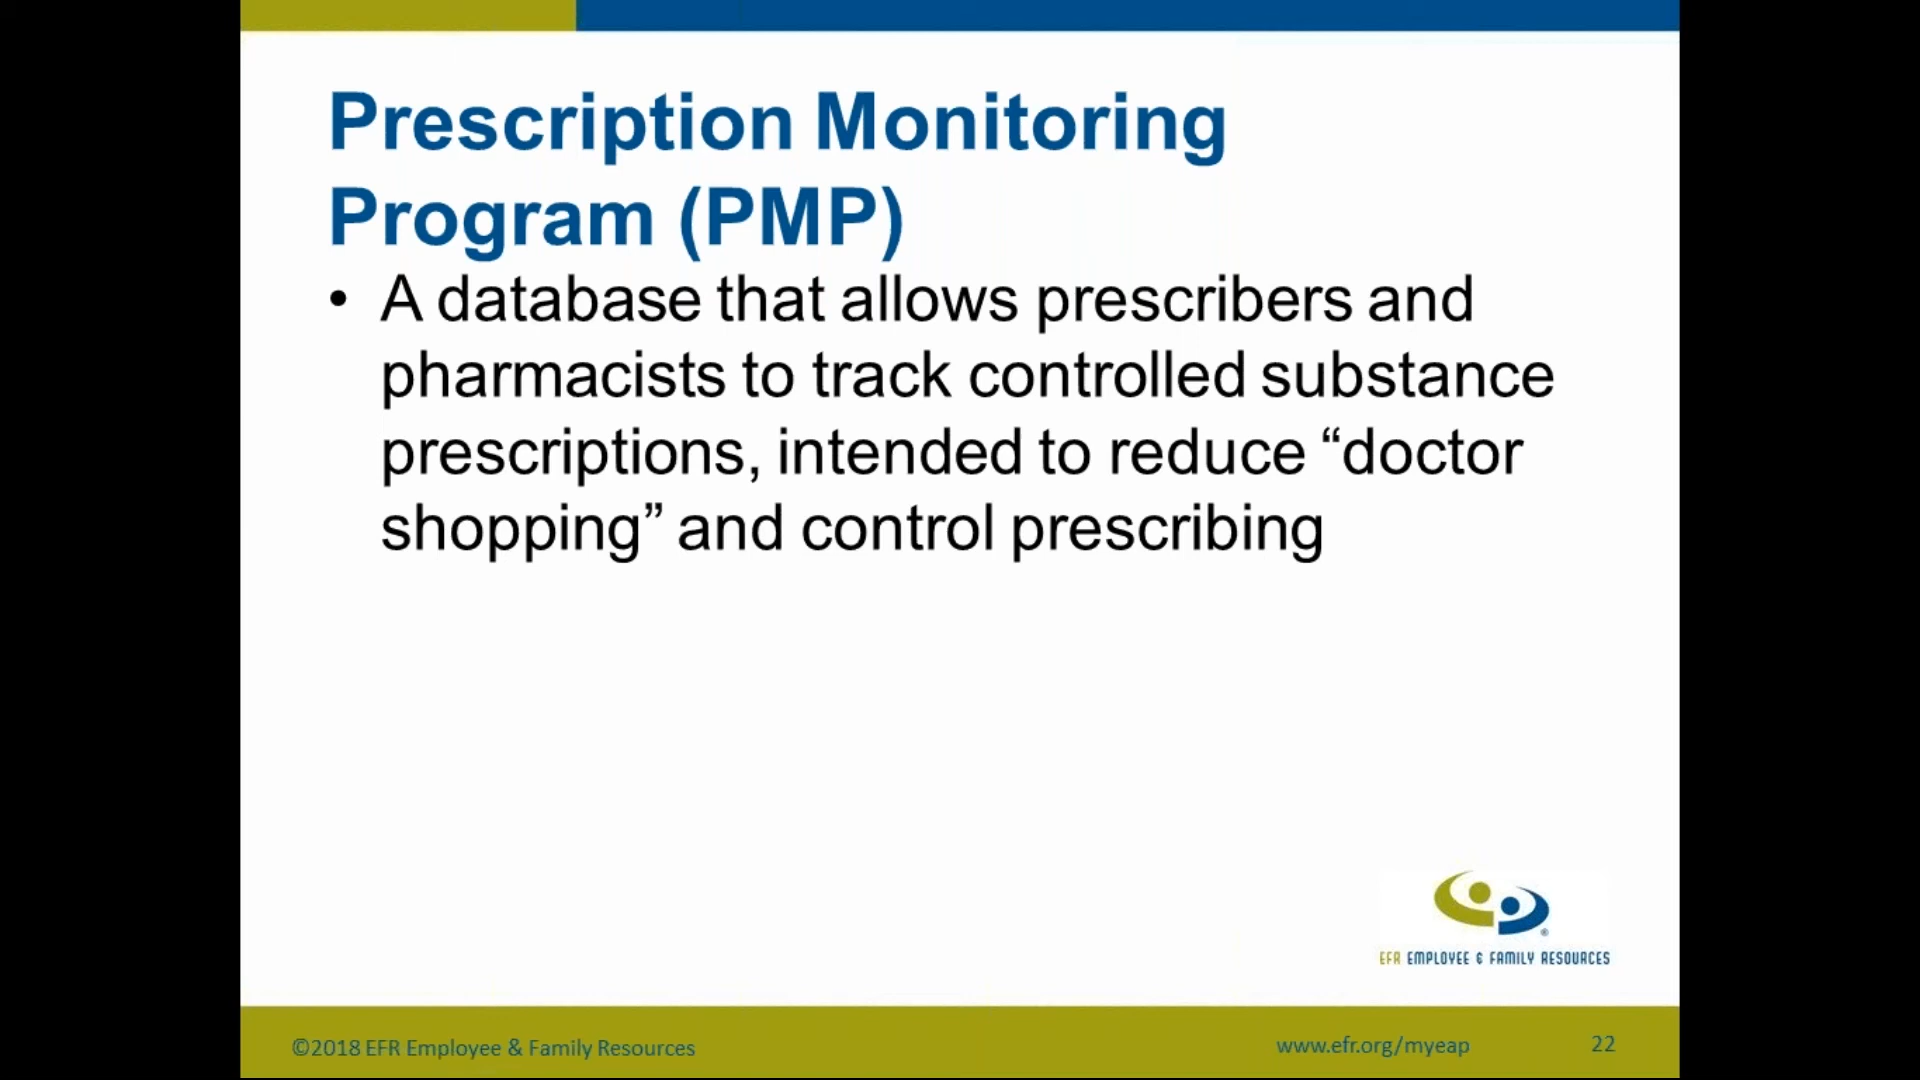 Prescription Monitoring
Program (PMP)
• A database that allows prescribers and
pharmacists to track controlled substance
prescriptions, intended to reduce “doctor
shopping” and control prescribing
®
EFR EMPLOYEE & FAMILY RESOURCES
©2018 EFR Employee & Family Resources
www.efr.org/myeap
22